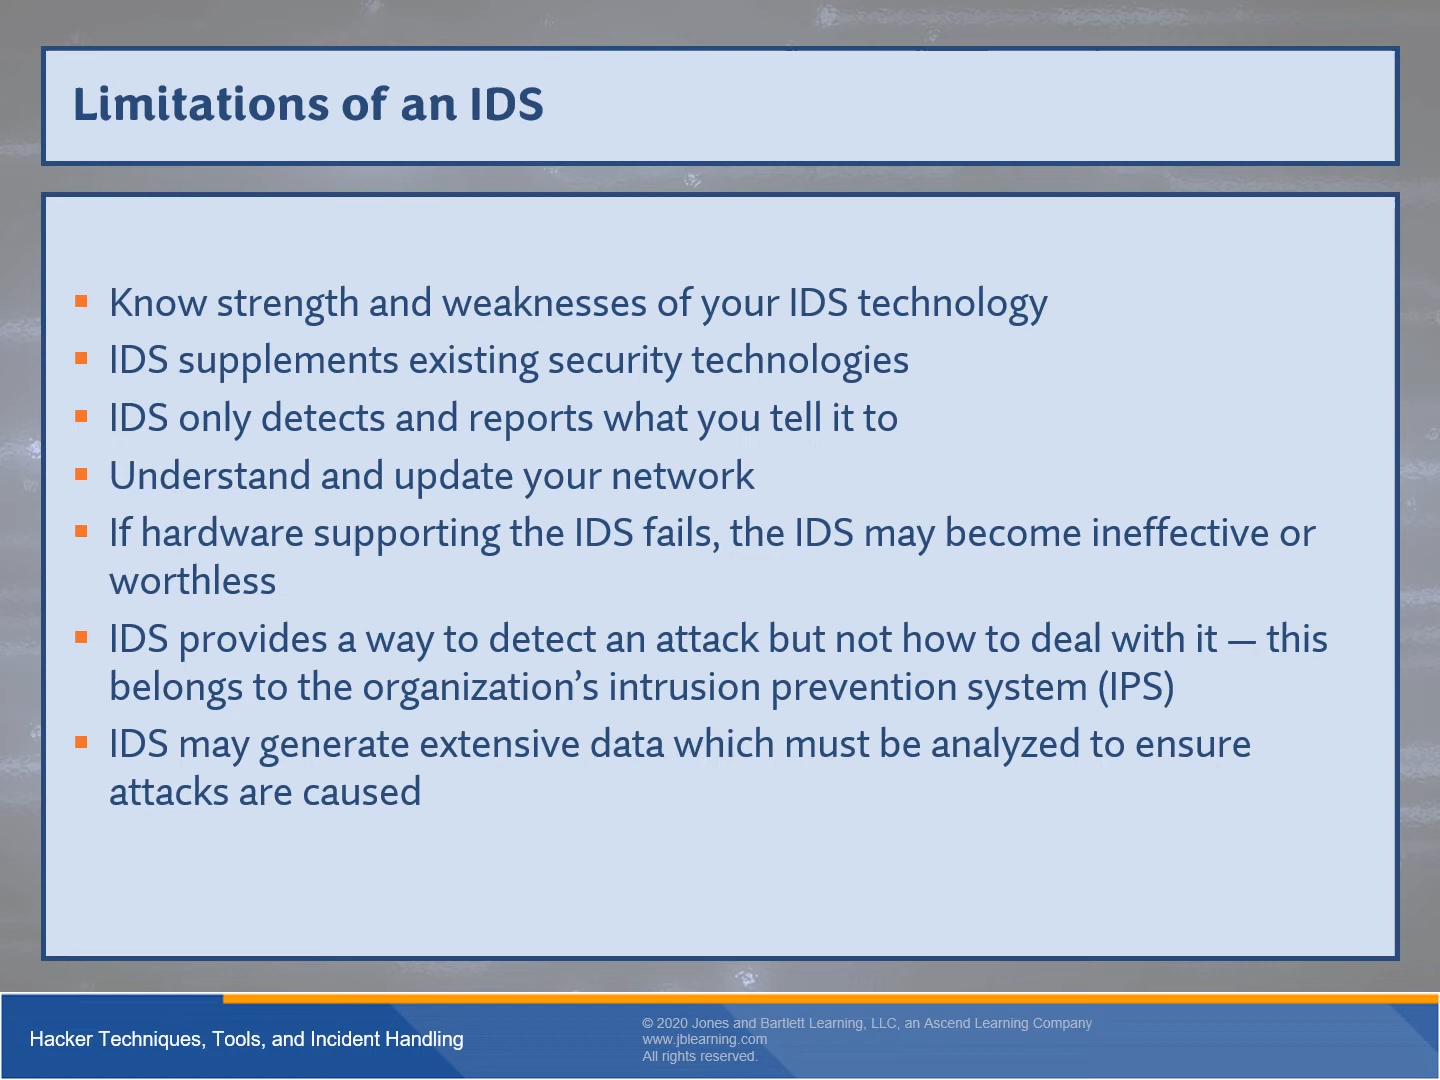 Limitations of an IDS
Know strength and weaknesses of your IDS technology
IDS supplements existing security technologies
IDS only detects and reports what you tell it to
Understand and update your network
If hardware supporting the IDS fails, the IDS may become ineffective or
worthless
IDS provides a way to detect an attack but not how to deal with it — this
belongs to the organization’s intrusion prevention system (IPS)
IDS may generate extensive data which must be analyzed to ensure
attacks are caused
Hacker Techniques, Tools, and Incident Handling
© 2020 Jones and Bartlett Learning, LLC, an Ascend Learning Company
www.jblearning.com
All rights reserved.